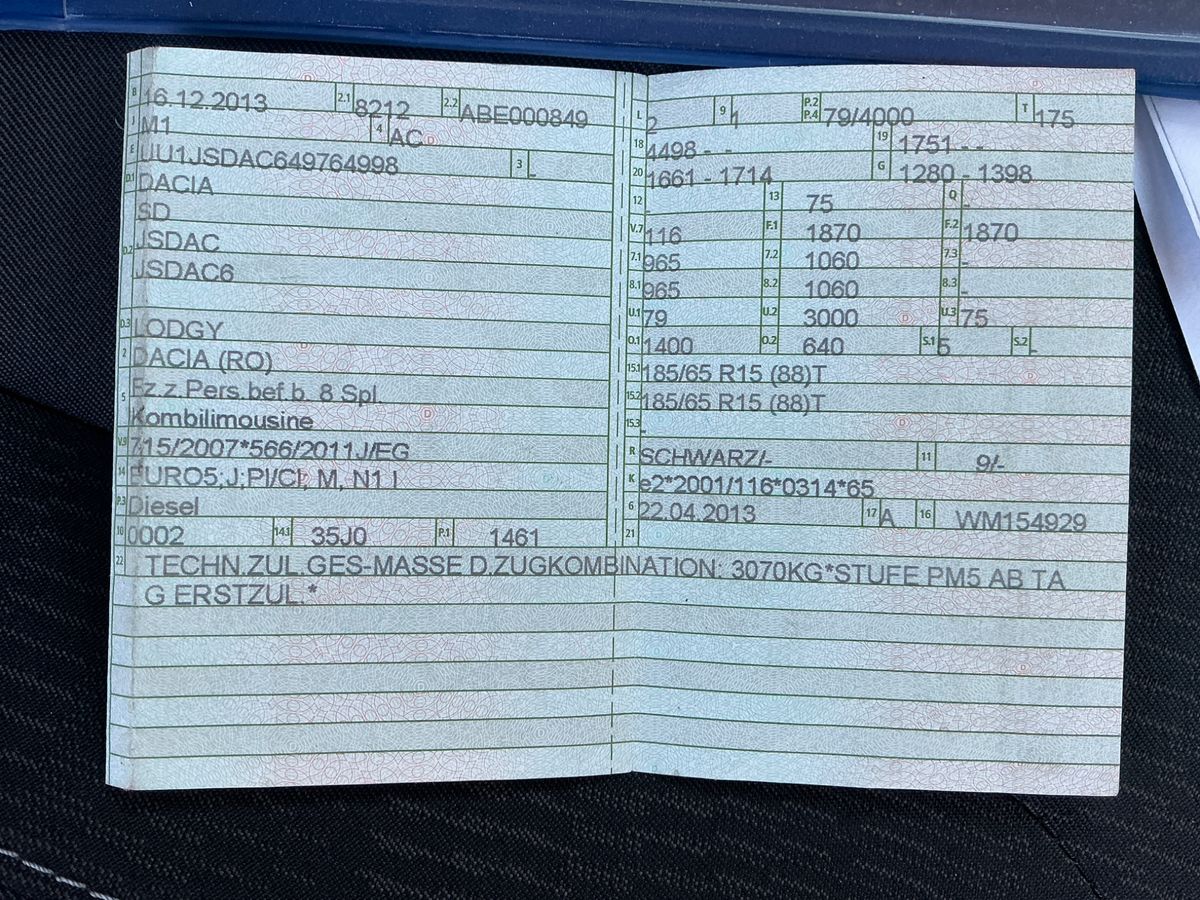 B 16.12.2013 2.1 8212 2.2 ABE000849
J M1 4 AC
E UU1JSDAC649764998 3 -
D.1 DACIA
SD
D.2 JSDAC
JSDAC6
D.3 LODGY
2 DACIA (RO)
5 Fz.z.Pers.bef.b. 8 Spl.
Kombilimousine
V.9 715/2007*566/2011J/EG
14 EURO5;J;PI/CI, M, N1 I
P.3 Diesel
10 0002 14.1 35J0 P.1 1461
L 2 9 1 P.2 P.4 79/4000 T 175
18 4498 - - 19 1751 - -
20 1661 - 1714 G 1280 - 1398
12 - 13 75 Q -
V.7 116 F.1 1870 F.2 1870
7.1 965 7.2 1060 7.3 -
8.1 965 8.2 1060 8.3 -
U.1 79 U.2 3000 U.3 75
O.1 1400 O.2 640 S.1 5 S.2 -
15.1 185/65 R15 (88)T
15.2 185/65 R15 (88)T
15.3 -
R SCHWARZ/- 11 9/-
K e2*2001/116*0314*65
6 22.04.2013 17 A 16 WM154929
21
22 TECHN.ZUL.GES-MASSE D.ZUGKOMBINATION: 3070KG*STUFE PM5 AB TA
G ERSTZUL.*